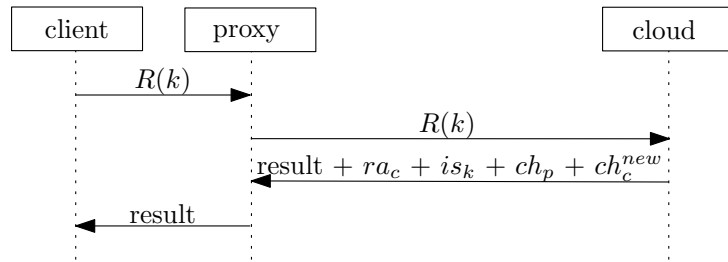 client
proxy
cloud
R(k)
R(k)
result + ra_c + is_k + ch_p + ch_c^{new}
result